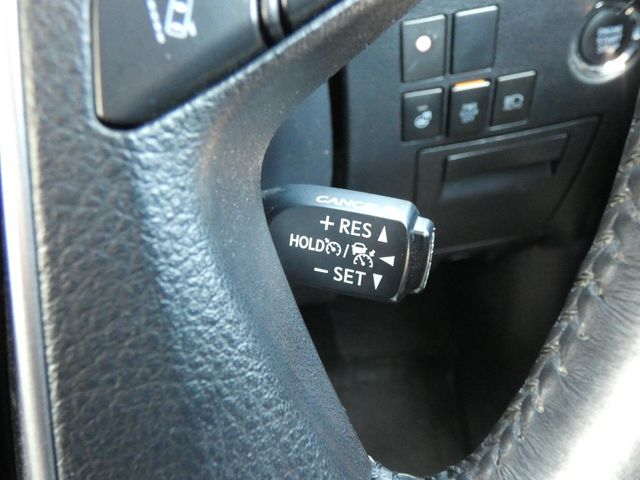 CANCEL
+ RES
HOLD /
− SET